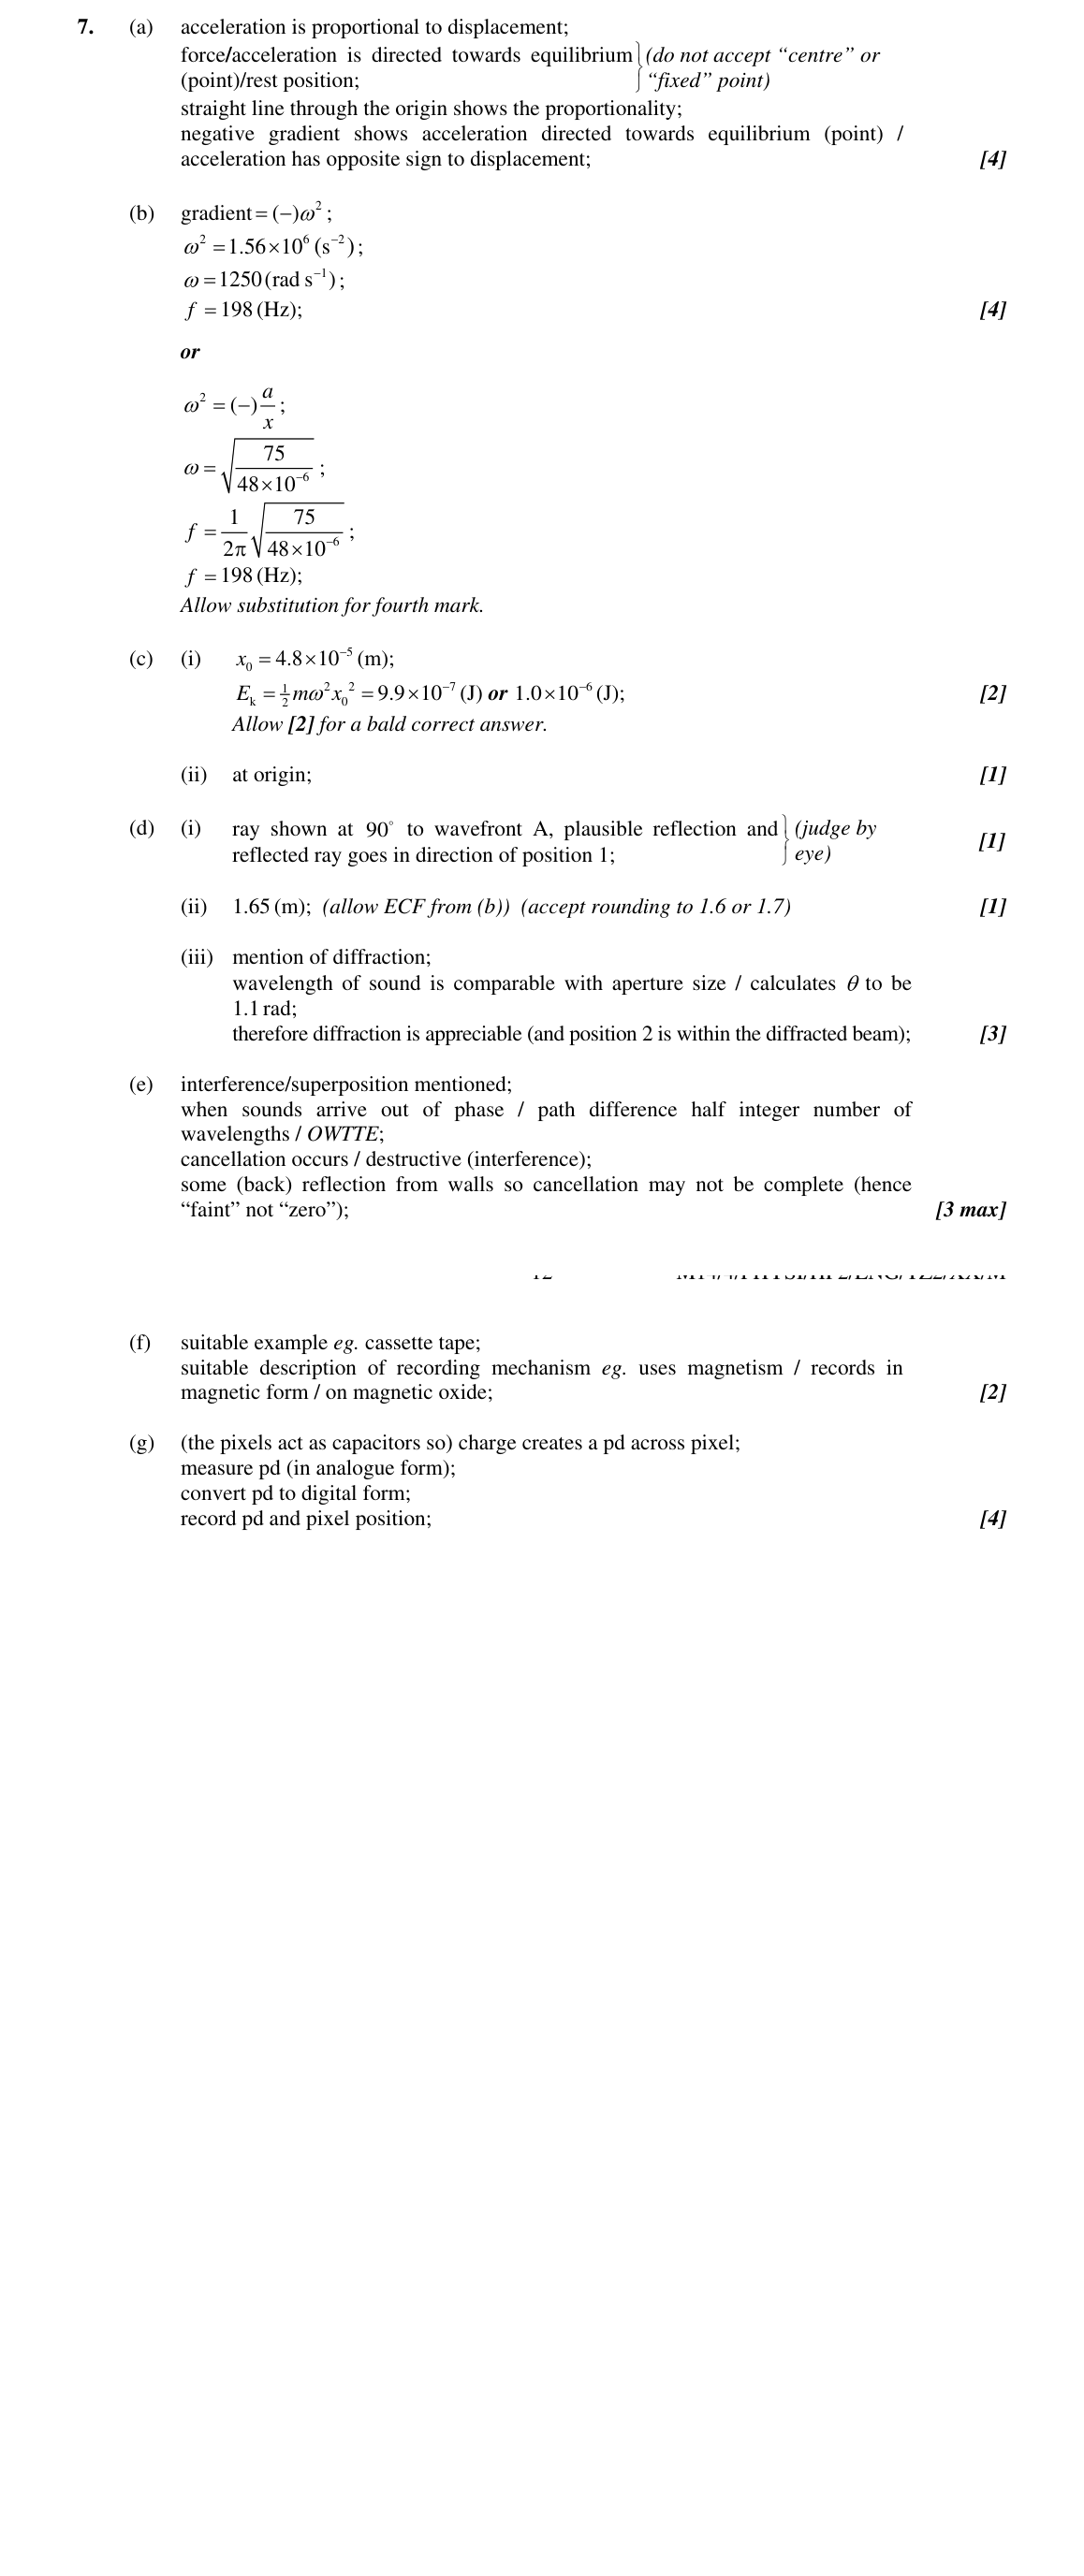 7. (a) acceleration is proportional to displacement;
force/acceleration is directed towards equilibrium (do not accept “centre” or
(point)/rest position; “fixed” point)
straight line through the origin shows the proportionality;
negative gradient shows acceleration directed towards equilibrium (point) /
acceleration has opposite sign to displacement; [4]
(b) gradient = (−)ω² ;
ω² = 1.56×10⁶ (s⁻²);
ω = 1250 (rad s⁻¹);
f = 198 (Hz); [4]
or
ω² = (−) a/x ;
ω = √(75 / 48×10⁻⁶) ;
f = 1/2π √(75 / 48×10⁻⁶) ;
f = 198 (Hz);
Allow substitution for fourth mark.
(c) (i) x₀ = 4.8×10⁻⁵ (m);
Eₖ = ½mω²x₀² = 9.9×10⁻⁷ (J) or 1.0×10⁻⁶ (J); [2]
Allow [2] for a bald correct answer.
(ii) at origin; [1]
(d) (i) ray shown at 90° to wavefront A, plausible reflection and (judge by
reflected ray goes in direction of position 1; eye) [1]
(ii) 1.65 (m); (allow ECF from (b)) (accept rounding to 1.6 or 1.7) [1]
(iii) mention of diffraction;
wavelength of sound is comparable with aperture size / calculates θ to be
1.1 rad;
therefore diffraction is appreciable (and position 2 is within the diffracted beam); [3]
(e) interference/superposition mentioned;
when sounds arrive out of phase / path difference half integer number of
wavelengths / OWTTE;
cancellation occurs / destructive (interference);
some (back) reflection from walls so cancellation may not be complete (hence
“faint” not “zero”); [3 max]
(f) suitable example eg. cassette tape;
suitable description of recording mechanism eg. uses magnetism / records in
magnetic form / on magnetic oxide; [2]
(g) (the pixels act as capacitors so) charge creates a pd across pixel;
measure pd (in analogue form);
convert pd to digital form;
record pd and pixel position; [4]